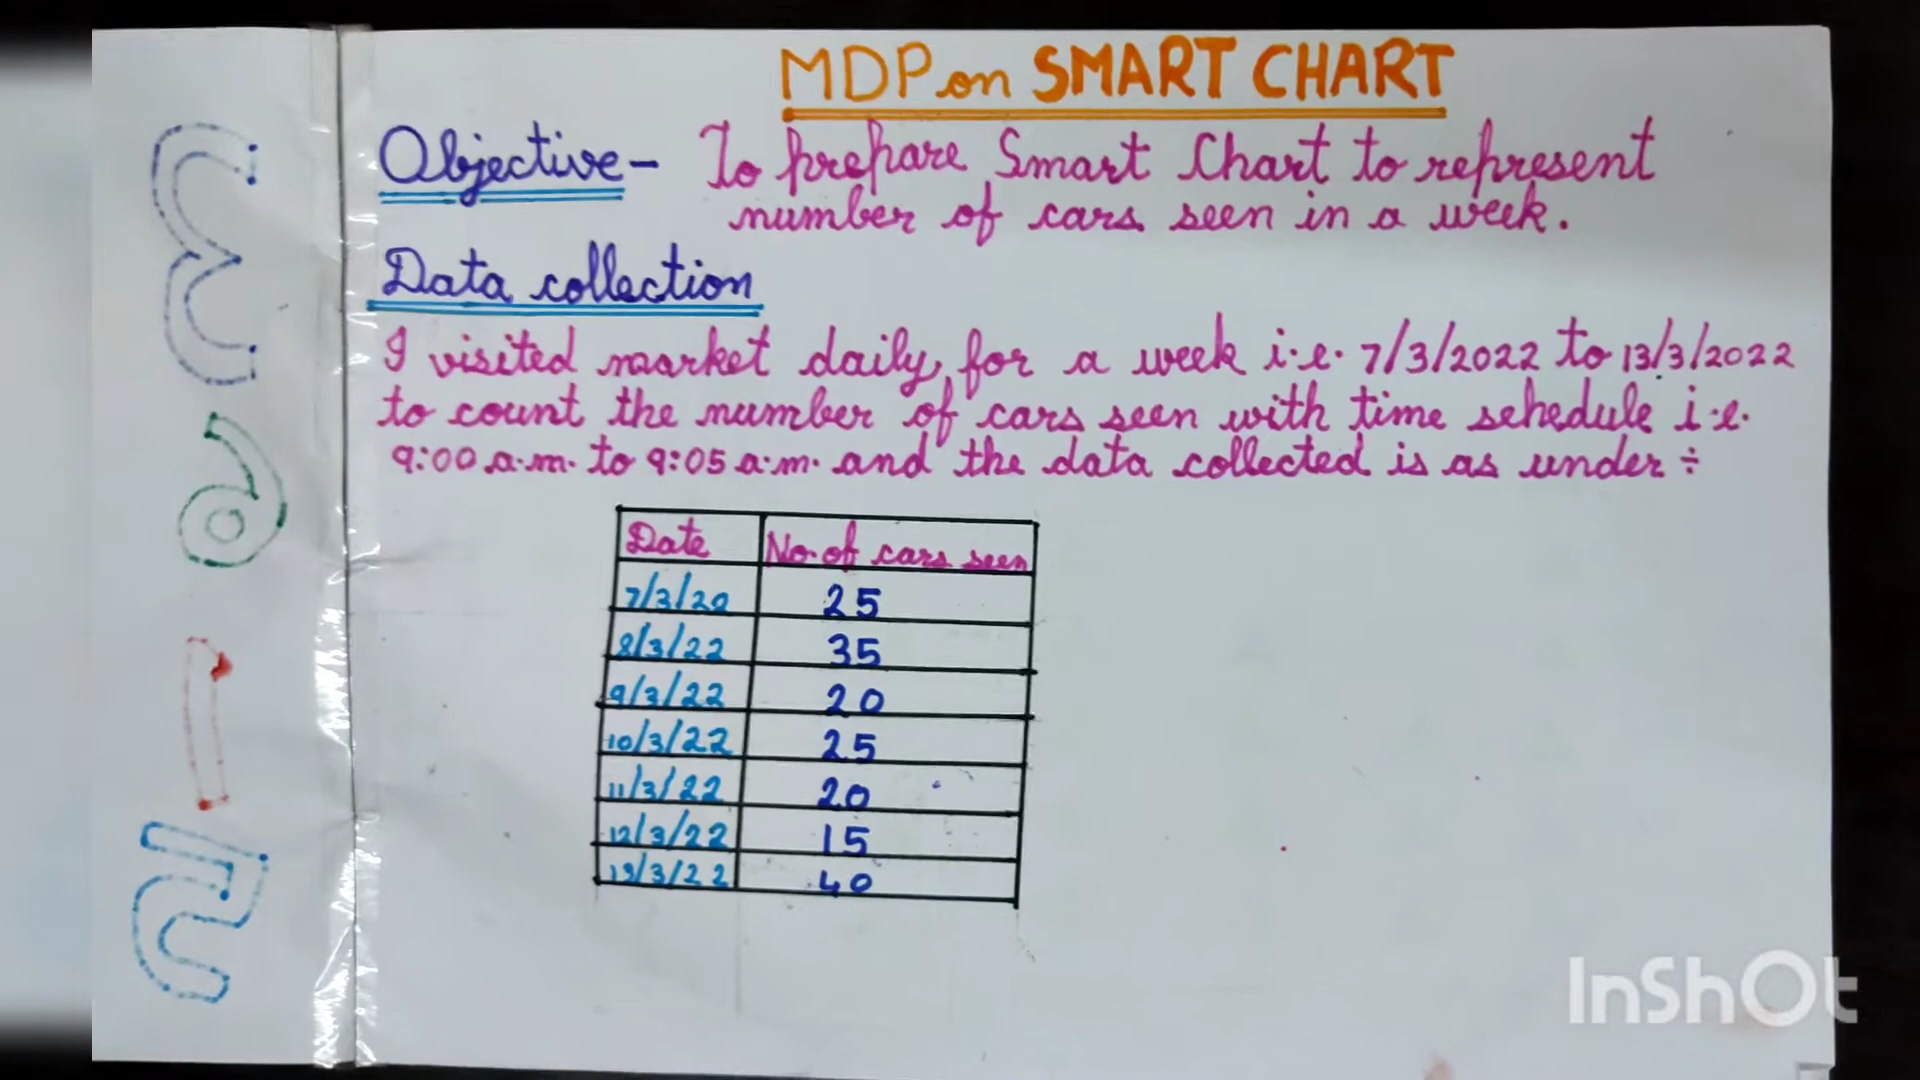 MDP on SMART CHART
Objective - To prepare Smart Chart to represent
number of cars seen in a week.
Data collection
I visited market daily, for a week i.e. 7/3/2022 to 13/3/2022
to count the number of cars seen with time schedule i.e.
9:00 a.m. to 9:05 a.m. and the data collected is as under ÷
Date No. of cars seen
7/3/22 25
8/3/22 35
9/3/22 20
10/3/22 25
11/3/22 20
12/3/22 15
13/3/22 40
InShOt